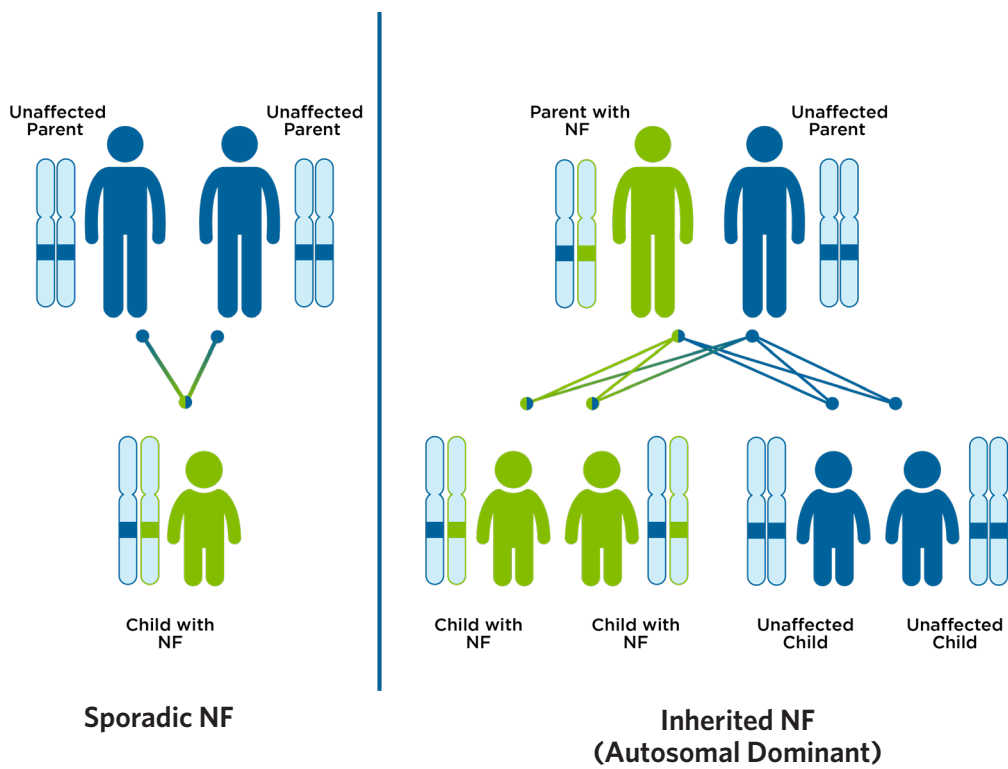 Unaffected
Parent
Unaffected
Parent
Child with
NF
Sporadic NF
Parent with
NF
Unaffected
Parent
Child with
NF
Child with
NF
Unaffected
Child
Unaffected
Child
Inherited NF
(Autosomal Dominant)